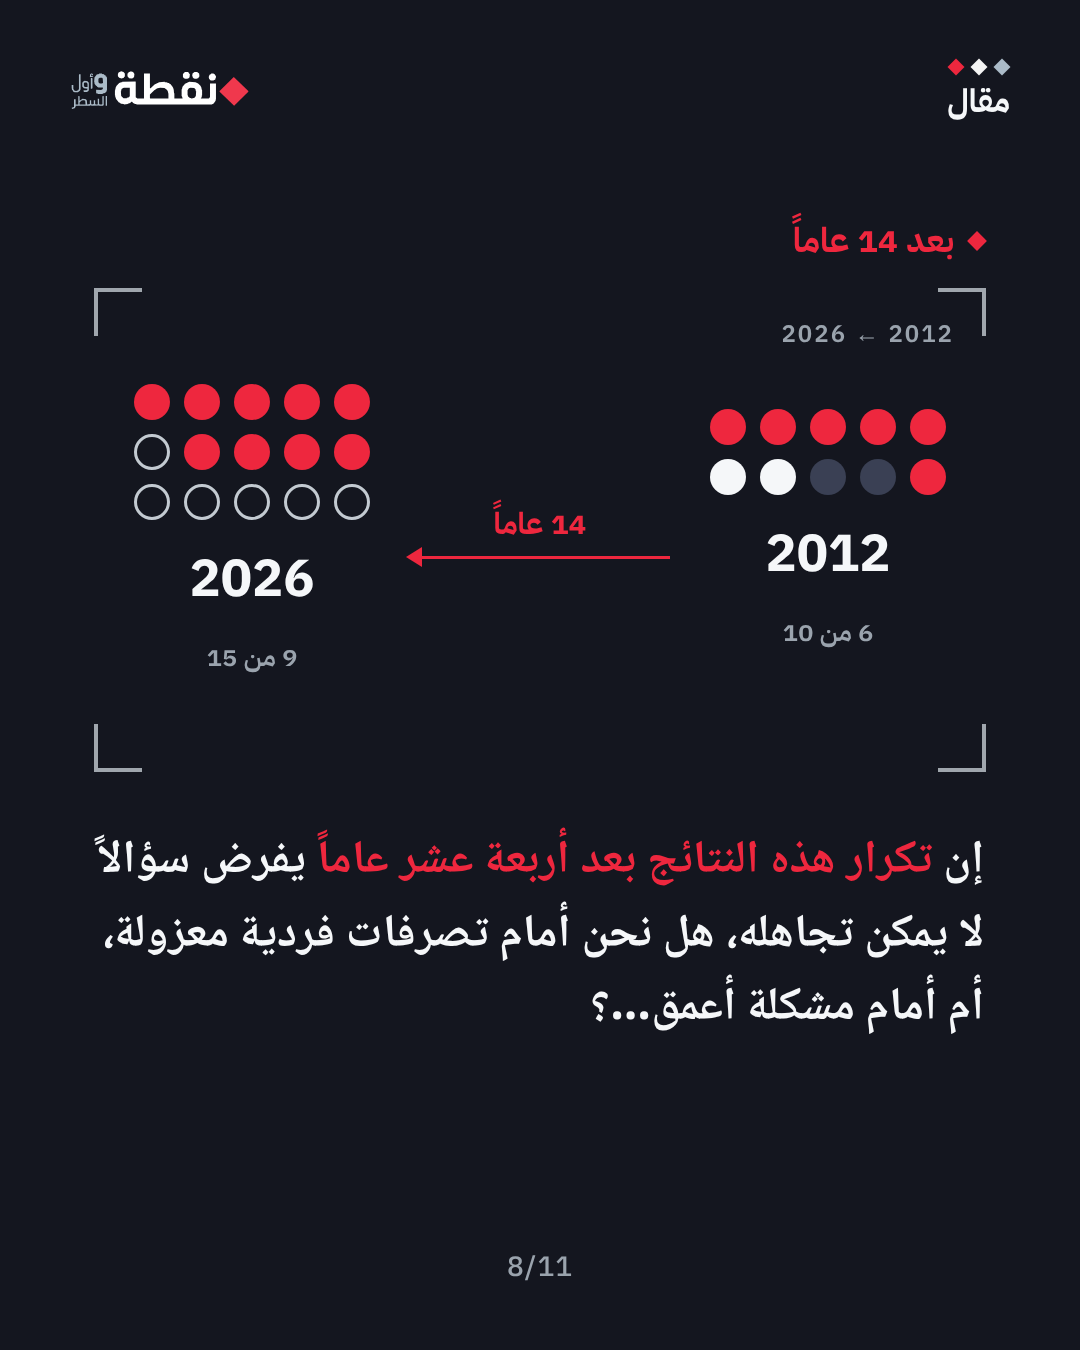 مقال
نقطة
وأول
السطر
بعد 14 عاماً
2012 ← 2026
14 عاماً
2012
6 من 10
2026
9 من 15
إن تكرار هذه النتائج بعد أربعة عشر عاماً يفرض سؤالاً
لا يمكن تجاهله، هل نحن أمام تصرفات فردية معزولة،
أم أمام مشكلة أعمق...؟
8/11